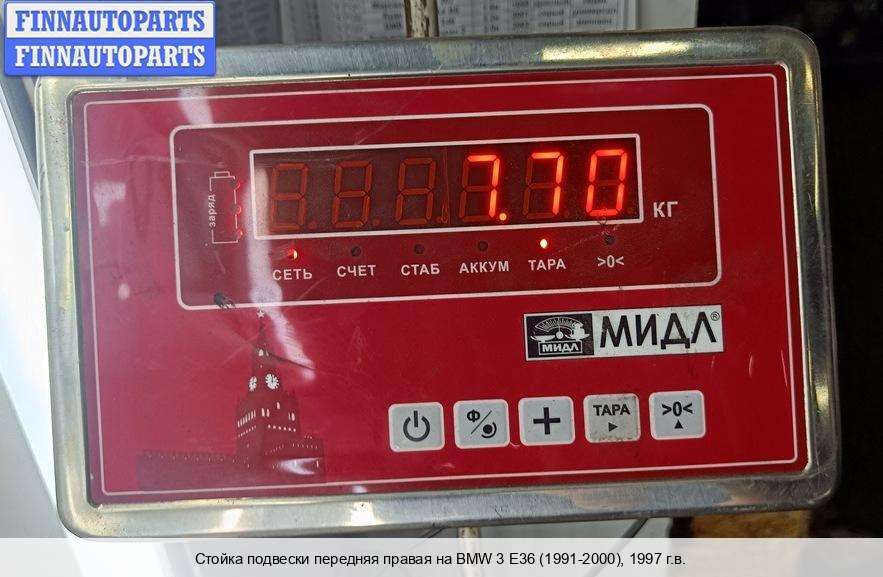 FINNAUTOPARTS
FINNAUTOPARTS
заряд
7.70
КГ
СЕТЬ СЧЕТ СТАБ АККУМ ТАРА >0<
МИДЛ МИДЛ®
Ф ТАРА >0<
Стойка подвески передняя правая на BMW 3 E36 (1991-2000), 1997 г.в.